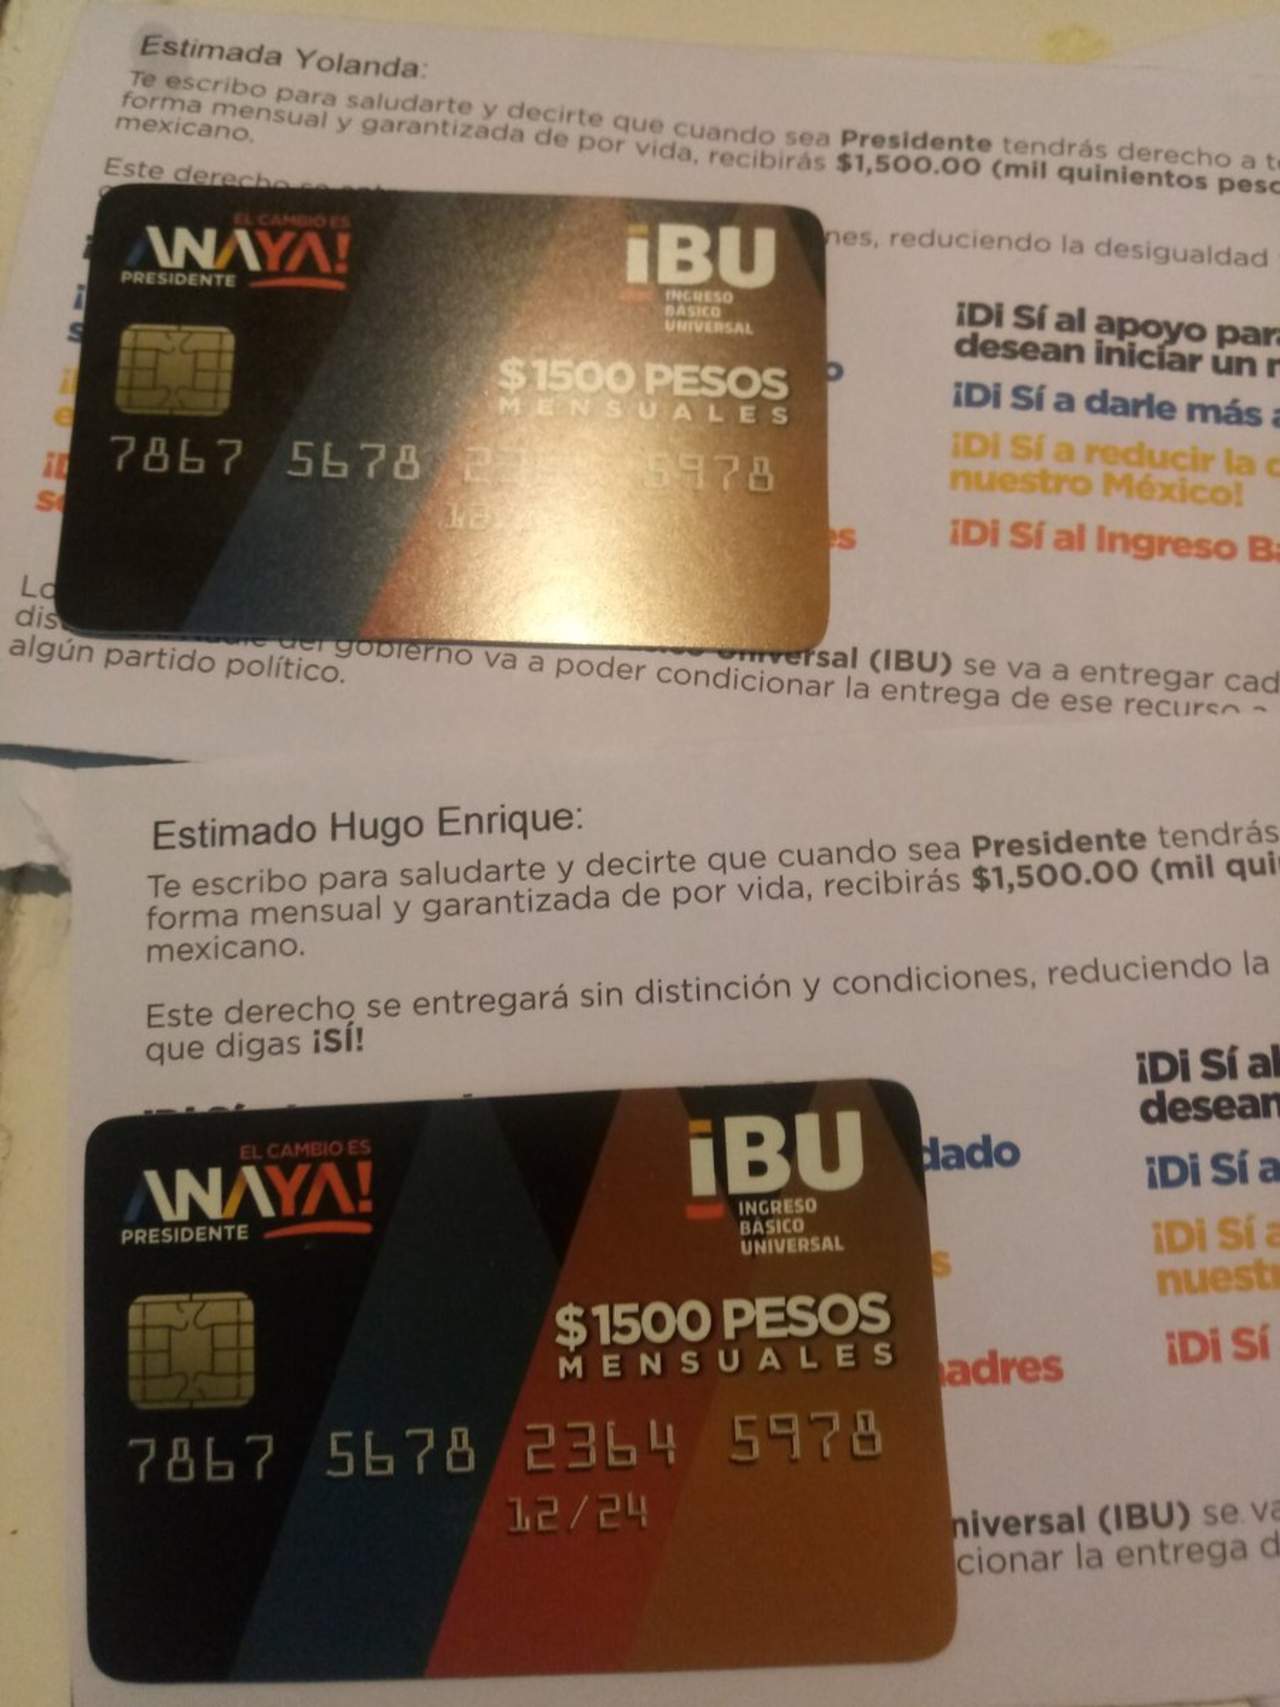 Estimada Yolanda:
Te escribo para saludarte y decirte que cuando sea Presidente tendrás derecho a
forma mensual y garantizada de por vida, recibirás $1,500.00 (mil quinientos
mexicano.
Este derecho
nes, reduciendo la desigualdad
EL CAMBIO ES
ANAYA!
PRESIDENTE
iBU
INGRESO
BÁSICO
UNIVERSAL
$1500 PESOS
MENSUALES
7867 5678 5978
¡Di Sí al apoyo
desean iniciar un
¡Di Sí a darle más
¡Di Sí a reducir la
nuestro México!
¡Di Sí al Ingreso
(IBU) se va a entregar
del gobierno va a poder condicionar la entrega de ese recurso
algún partido político.
Estimado Hugo Enrique:
Te escribo para saludarte y decirte que cuando sea Presidente tendrás
forma mensual y garantizada de por vida, recibirás $1,500.00 (mil
mexicano.
Este derecho se entregará sin distinción y condiciones, reduciendo la
que digas ¡SÍ!
EL CAMBIO ES
ANAYA!
PRESIDENTE
iBU
INGRESO
BÁSICO
UNIVERSAL
$1500 PESOS
MENSUALES
7867 5678 2364 5978
12/24
¡Di Sí al
desean
dado
¡Di Sí a
¡Di Sí a
¡Di Sí
adres
niversal (IBU) se
cionar la entrega